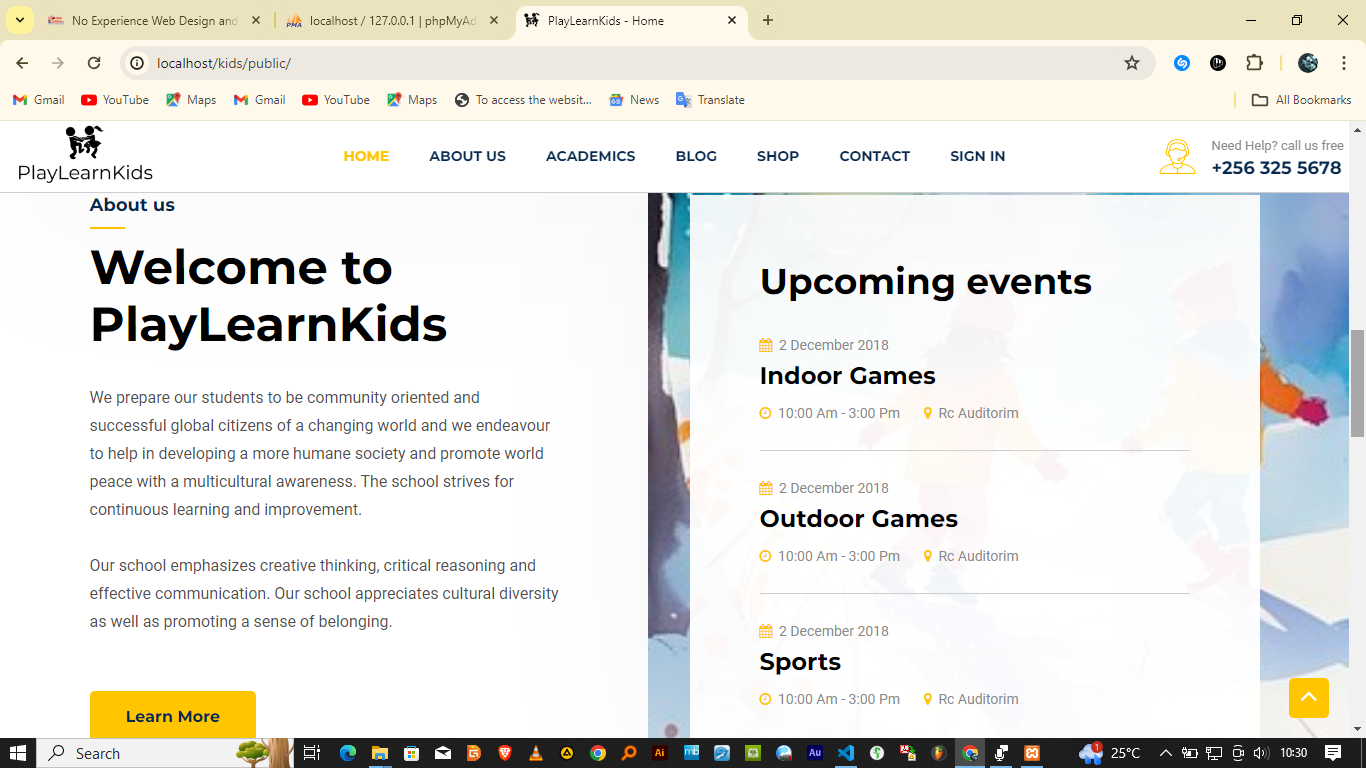 No Experience Web Design and
localhost / 127.0.0.1 | phpMyAd
PlayLearnKids - Home
localhost/kids/public/
Gmail
YouTube
Maps
Gmail
YouTube
Maps
To access the websit...
News
Translate
All Bookmarks
PlayLearnKids
HOME
ABOUT US
ACADEMICS
BLOG
SHOP
CONTACT
SIGN IN
Need Help? call us free
+256 325 5678
About us
Welcome to
PlayLearnKids
We prepare our students to be community oriented and
successful global citizens of a changing world and we endeavour
to help in developing a more humane society and promote world
peace with a multicultural awareness. The school strives for
continuous learning and improvement.
Our school emphasizes creative thinking, critical reasoning and
effective communication. Our school appreciates cultural diversity
as well as promoting a sense of belonging.
Learn More
Upcoming events
2 December 2018
Indoor Games
10:00 Am - 3:00 Pm
Rc Auditorim
2 December 2018
Outdoor Games
10:00 Am - 3:00 Pm
Rc Auditorim
2 December 2018
Sports
10:00 Am - 3:00 Pm
Rc Auditorim
Search
Ai
Au
1
25°C
10:30